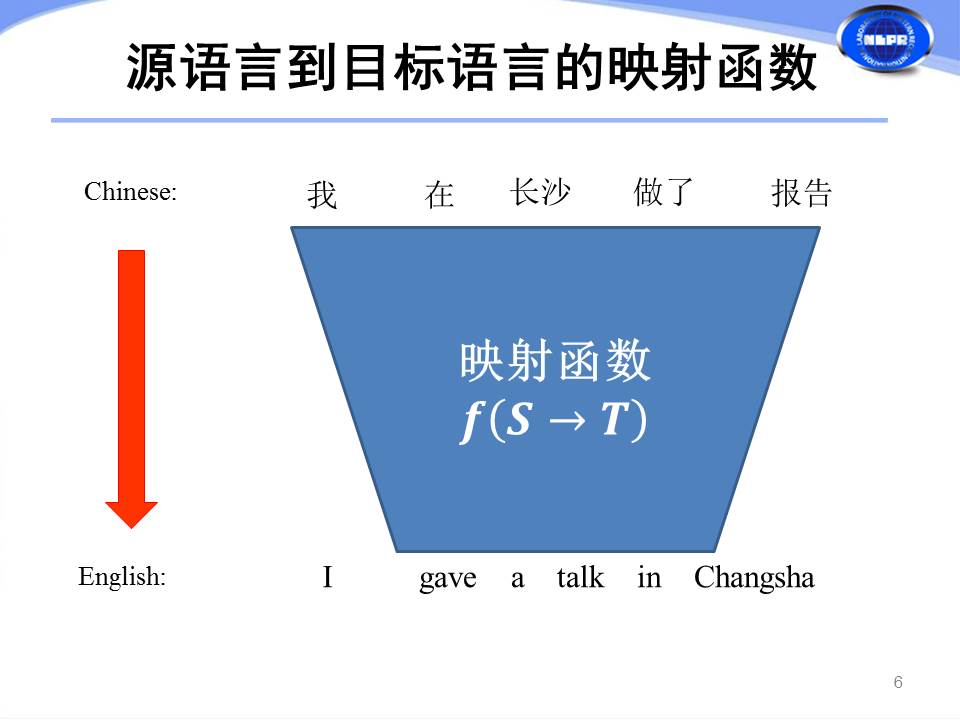 源语言到目标语言的映射函数
NLPR
Chinese: 我 在 长沙 做了 报告
映射函数
f(S → T)
English: I gave a talk in Changsha
6